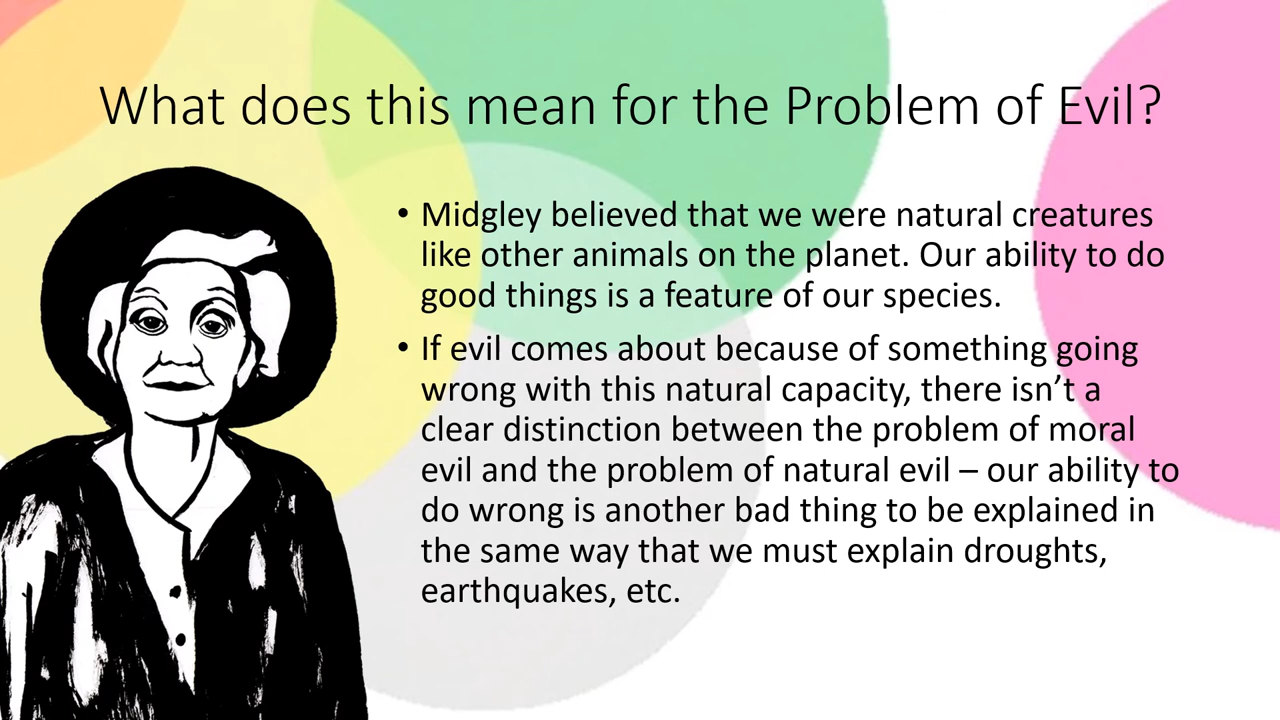 What does this mean for the Problem of Evil?
• Midgley believed that we were natural creatures
like other animals on the planet. Our ability to do
good things is a feature of our species.
• If evil comes about because of something going
wrong with this natural capacity, there isn’t a
clear distinction between the problem of moral
evil and the problem of natural evil – our ability to
do wrong is another bad thing to be explained in
the same way that we must explain droughts,
earthquakes, etc.